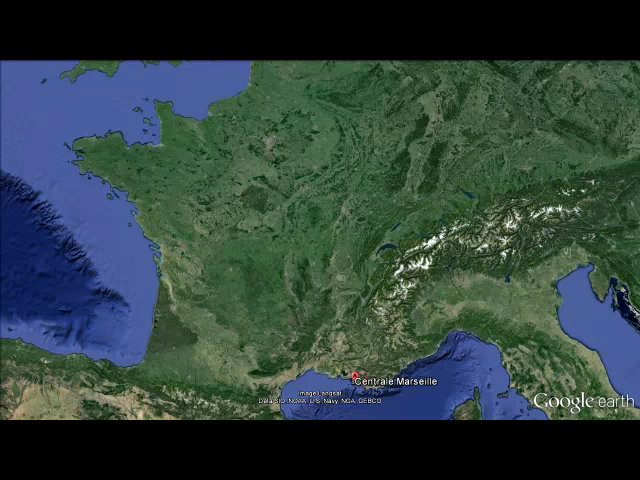 Centrale Marseille
Image Landsat
Data SIO, NOAA, U.S. Navy, NGA, GEBCO
Google earth